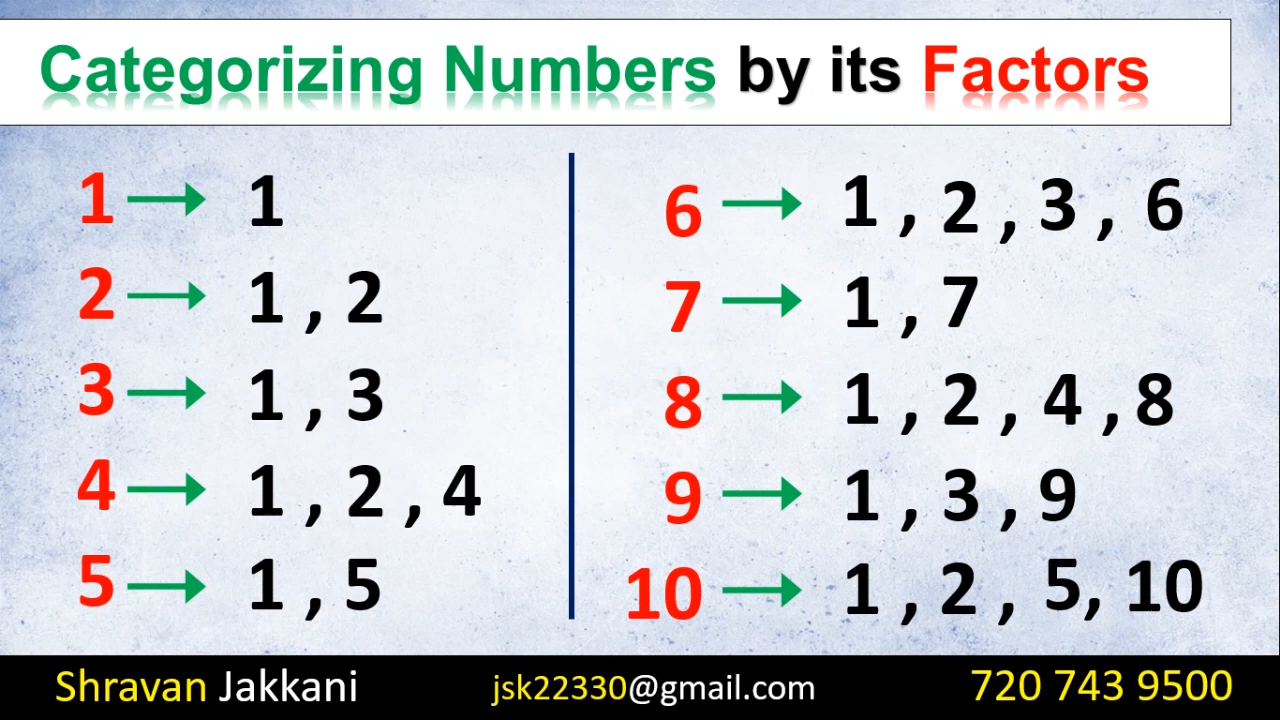 Categorizing Numbers by its Factors
1 → 1
2 → 1 , 2
3 → 1 , 3
4 → 1 , 2 , 4
5 → 1 , 5
6 → 1 , 2 , 3 , 6
7 → 1 , 7
8 → 1 , 2 , 4 , 8
9 → 1 , 3 , 9
10 → 1 , 2 , 5, 10
Shravan Jakkani
jsk22330@gmail.com
720 743 9500